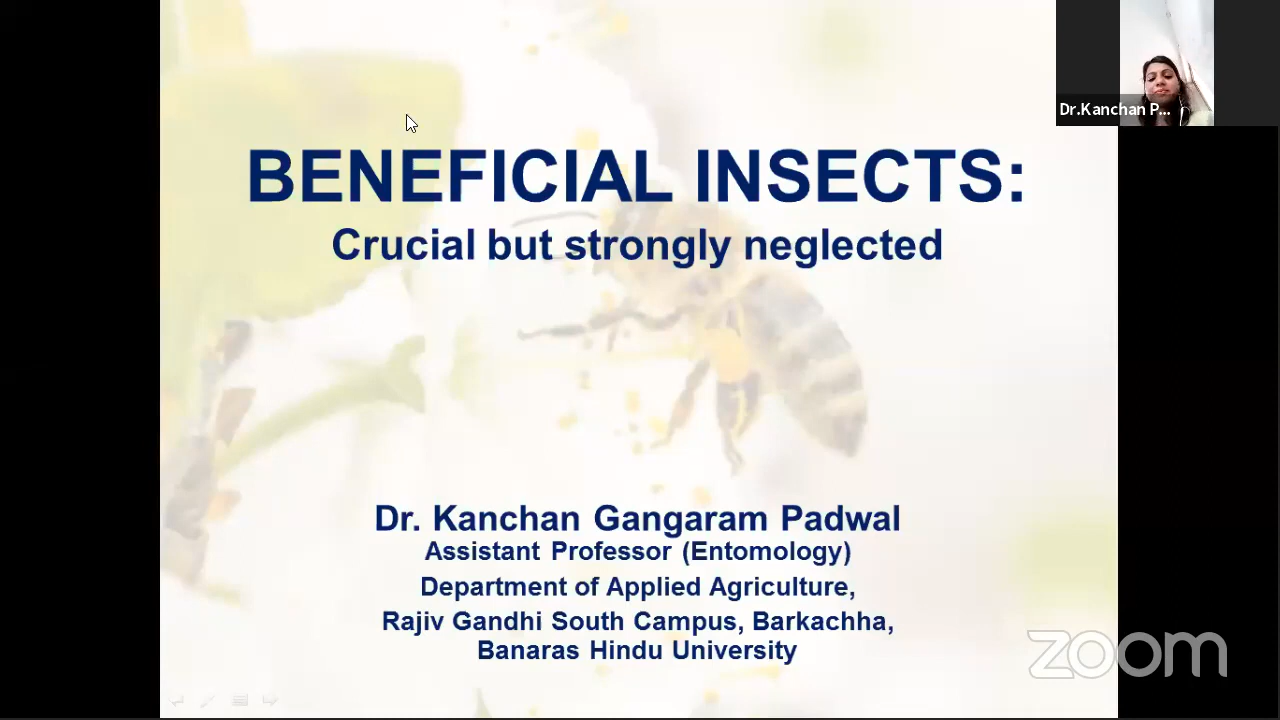 BENEFICIAL INSECTS:
Crucial but strongly neglected
Dr.Kanchan P...
Dr. Kanchan Gangaram Padwal
Assistant Professor (Entomology)
Department of Applied Agriculture,
Rajiv Gandhi South Campus, Barkachha,
Banaras Hindu University
zoom